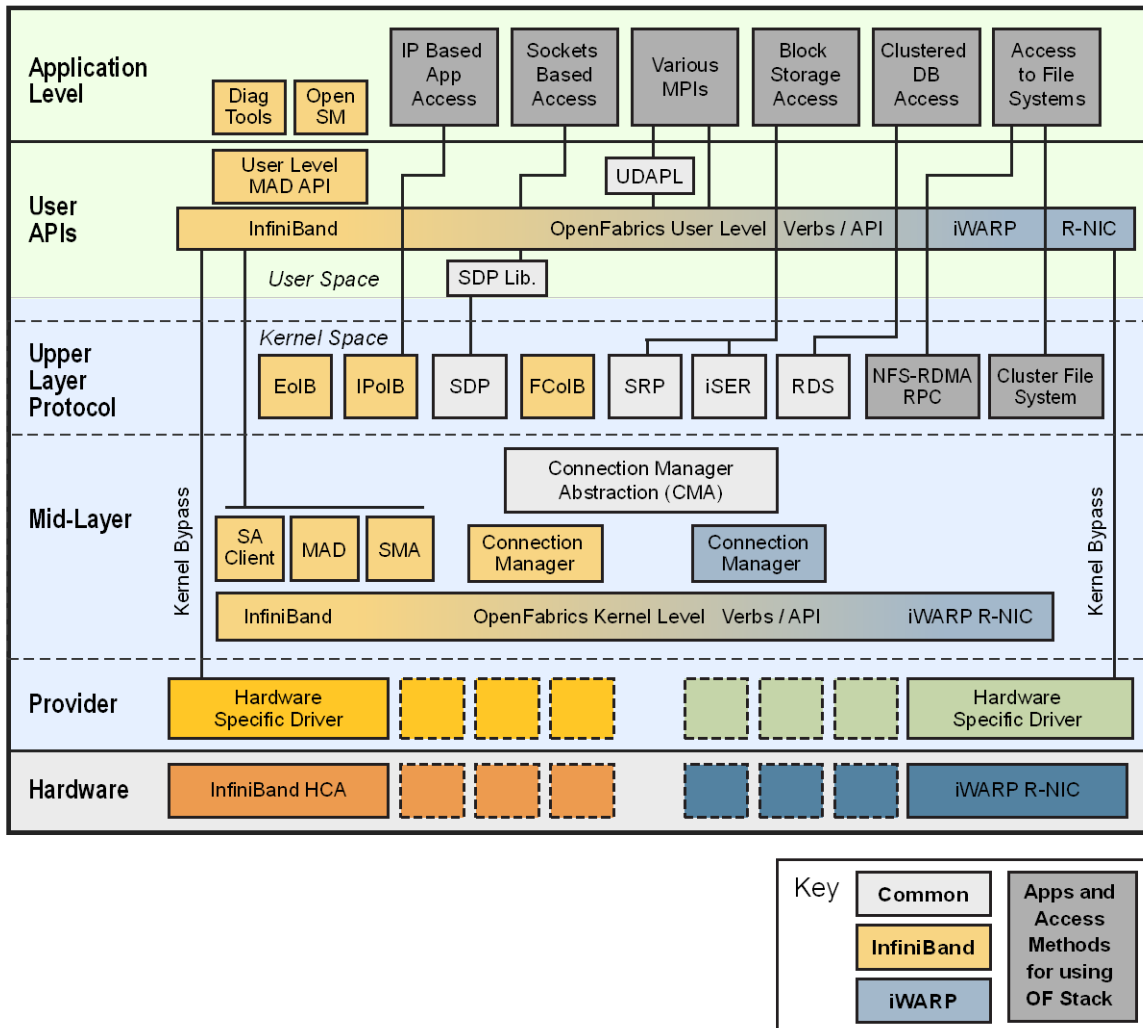 Application
Level
Diag
Tools
Open
SM
IP Based
App
Access
Sockets
Based
Access
Various
MPIs
Block
Storage
Access
Clustered
DB
Access
Access
to File
Systems
User
APIs
User Level
MAD API
UDAPL
InfiniBand OpenFabrics User Level Verbs / API iWARP R-NIC
User Space
SDP Lib.
Kernel Space
Upper
Layer
Protocol
EoIB
IPoIB
SDP
FCoIB
SRP
iSER
RDS
NFS-RDMA
RPC
Cluster File
System
Mid-Layer
Kernel Bypass
Connection Manager
Abstraction (CMA)
SA
Client
MAD
SMA
Connection
Manager
Connection
Manager
Kernel Bypass
InfiniBand OpenFabrics Kernel Level Verbs / API iWARP R-NIC
Provider
Hardware
Specific Driver
Hardware
Specific Driver
Hardware
InfiniBand HCA
iWARP R-NIC
Key
Common
InfiniBand
iWARP
Apps and
Access
Methods
for using
OF Stack